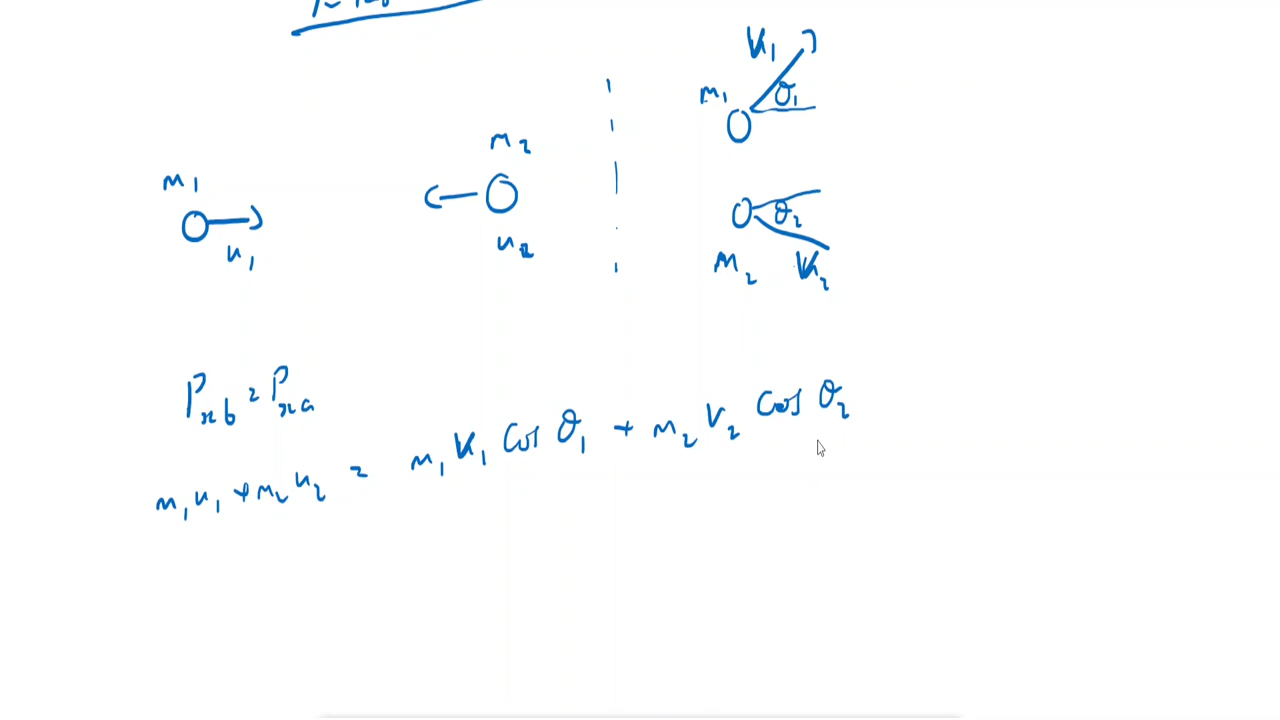 V₁
m₁ θ₁
m₂
m₁
θ₂
u₂
u₁
m₂ V₂
Pxb = Pxa
m₁u₁ + m₂u₂ = m₁V₁ cos θ₁ + m₂V₂ cos θ₂